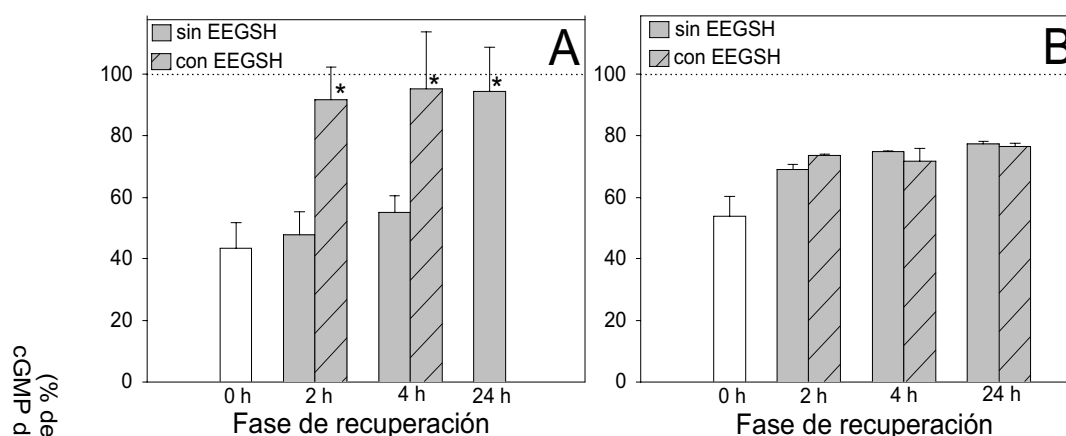 sin EEGSH
con EEGSH
A
100
80
60
40
20
0
*
*
*
0 h
2 h
4 h
24 h
Fase de recuperación
sin EEGSH
con EEGSH
B
100
80
60
40
20
0
0 h
2 h
4 h
24 h
Fase de recuperación
(% de
cGMP d